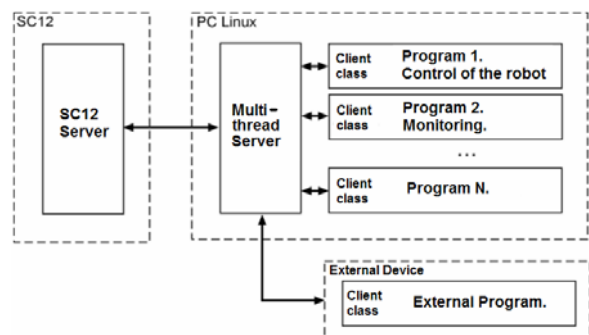 SC12
PC Linux
SC12
Server
Multi-
thread
Server
Client
class
Program 1.
Control of the robot
Client
class
Program 2.
Monitoring.
...
Client
class
Program N.
External Device
Client
class
External Program.